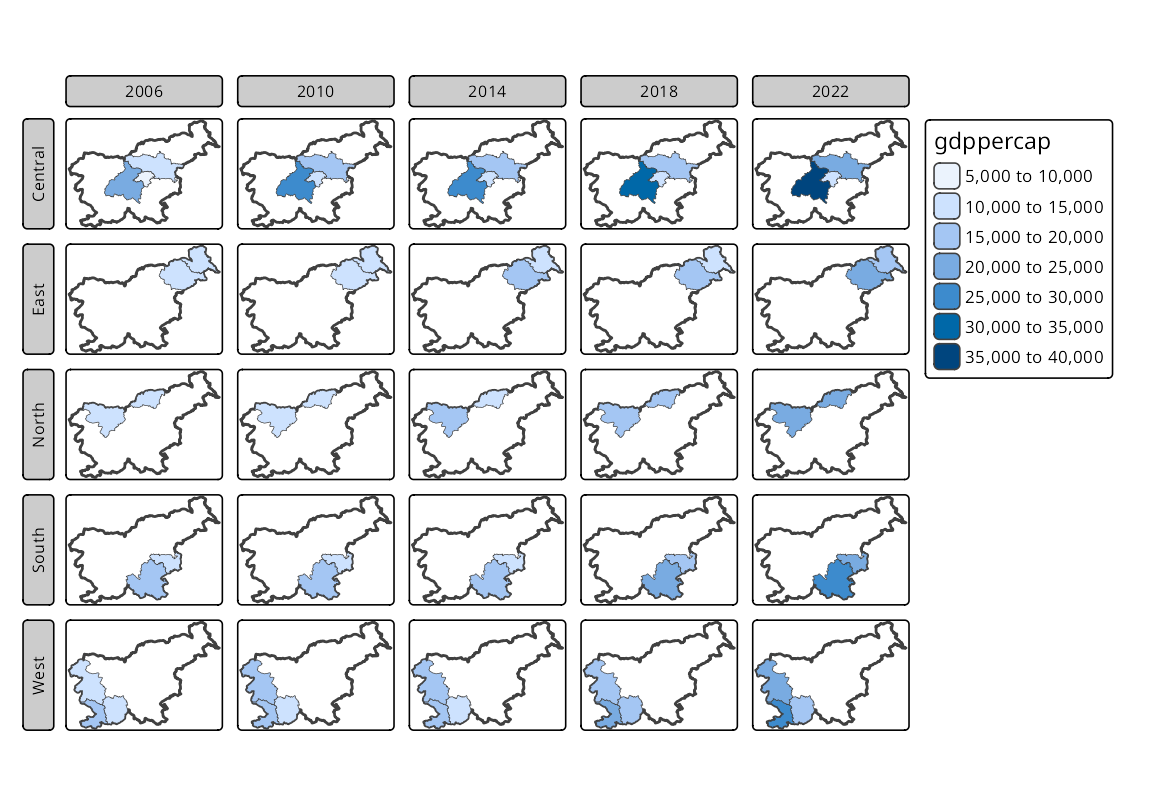 2006
2010
2014
2018
2022
Central
East
North
South
West
gdppercap
5,000 to 10,000
10,000 to 15,000
15,000 to 20,000
20,000 to 25,000
25,000 to 30,000
30,000 to 35,000
35,000 to 40,000